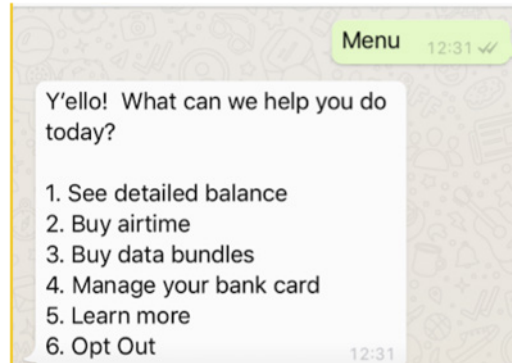 Menu 12:31
Y'ello! What can we help you do
today?
1. See detailed balance
2. Buy airtime
3. Buy data bundles
4. Manage your bank card
5. Learn more
6. Opt Out
12:31